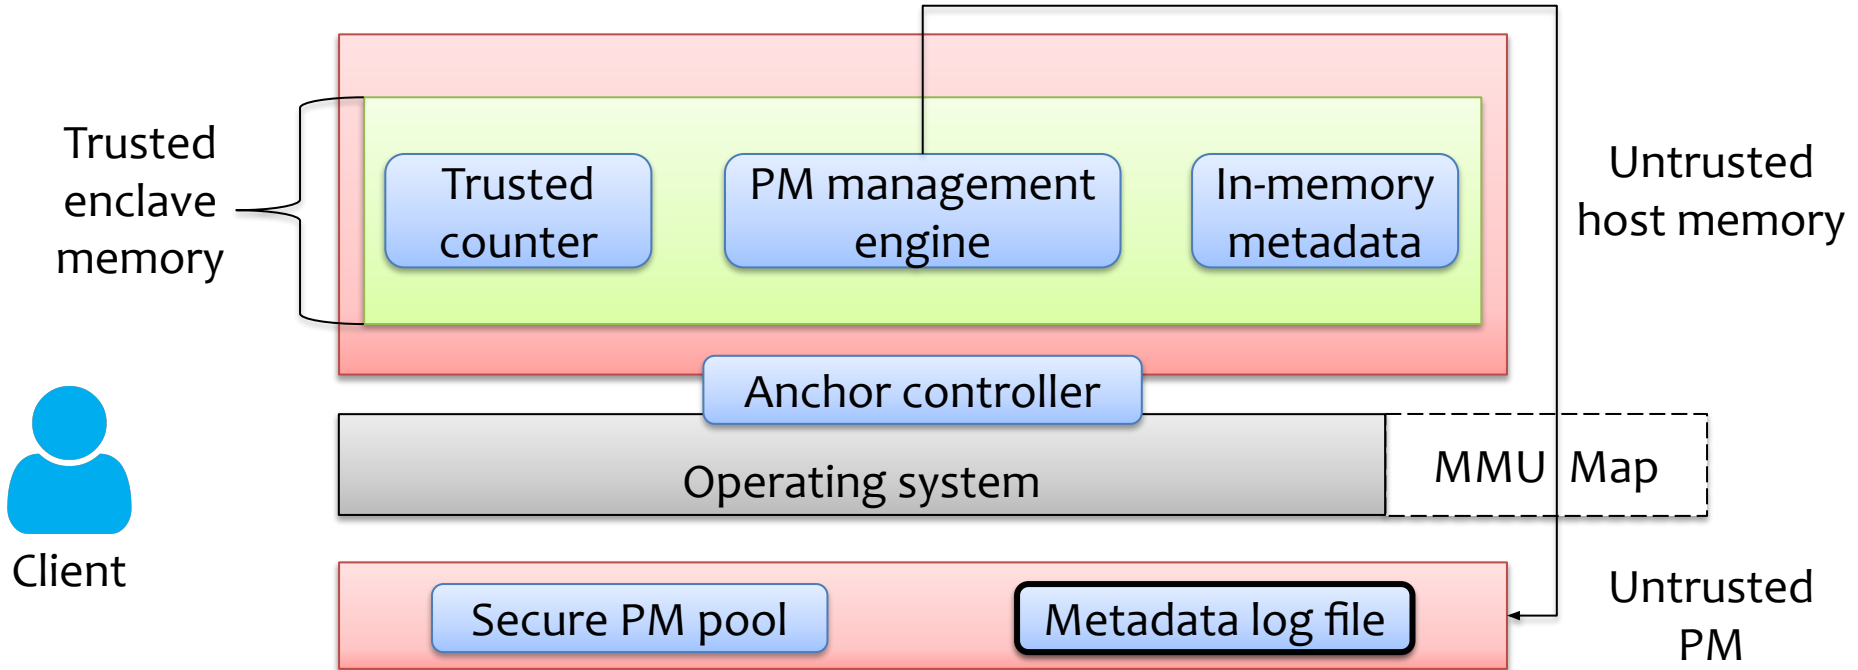 Trusted
enclave
memory
Trusted
counter
PM management
engine
In-memory
metadata
Untrusted
host memory
Anchor controller
Operating system
MMU Map
Client
Secure PM pool
Metadata log file
Untrusted
PM